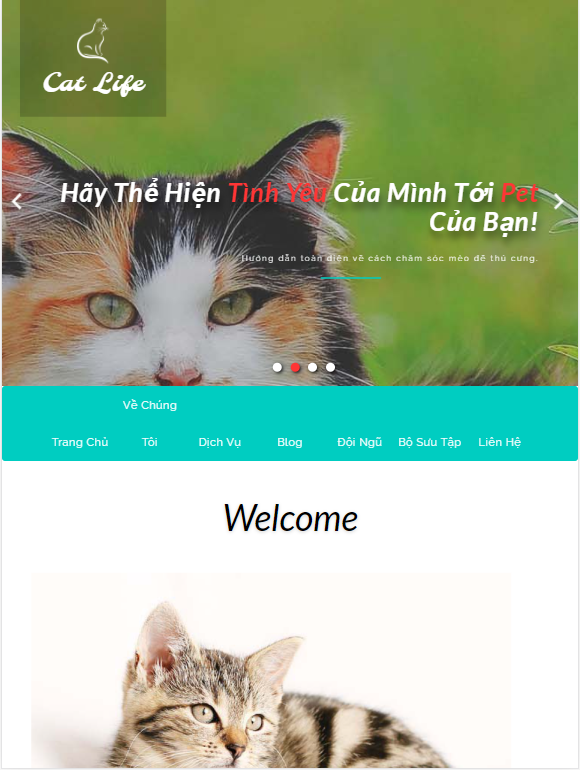 Cat Life
Hãy Thể Hiện Tình Yêu Của Mình Tới Pet
Của Bạn!
Hướng dẫn toàn diện về cách chăm sóc mèo để thú cưng.
Trang Chủ
Về Chúng
Tôi
Dịch Vụ
Blog
Đội Ngũ
Bộ Sưu Tập
Liên Hệ
Welcome